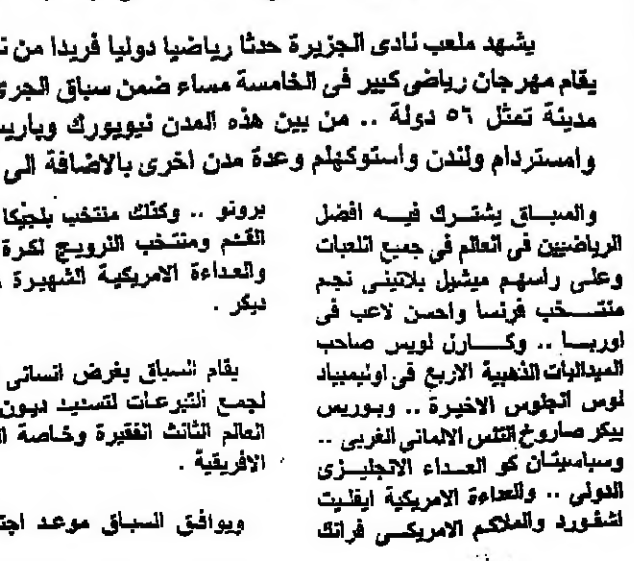 يشهد ملعب نادى الجزيرة حدثا رياضيا دوليا فريدا من
يقام مهرجان رياضى كبير فى الخامسة مساء ضمن سباق الجرى
مدينة تمثل ٥٦ دولة .. من بين هذه المدن نيويورك وباريس
وامستردام ولندن واستوكهلم وعدة مدن اخرى بالاضافة الى
والسباق يشترك فيه افضل
الرياضيين فى العالم فى جميع اللعبات
وعلى راسهم ميشيل بلاتينى نجم
منتخب فرنسا واحسن لاعب فى
اوربا .. وكارل لويس صاحب
الميداليات الذهبية الاربع فى اوليمبياد
لوس انجلوس الاخيرة .. وبوريس
بيكر صاروخ التنس الالمانى الغربى ..
وسباسيتان كو العداء الانجليزى
الدولى .. والعداءة الامريكية ايفليت
اشفورد والملاكم الامريكى فرانك
برونو .. وكذلك منتخب بلجيكا
القدم ومنتخب النرويج لكرة
والعداءة الامريكية الشهيرة
ديكر .
يقام السباق بغرض انسانى
لجمع التبرعات لتسديد ديون
العالم الثالث الفقيرة وخاصة
الافريقية .
ويوافق السباق موعد